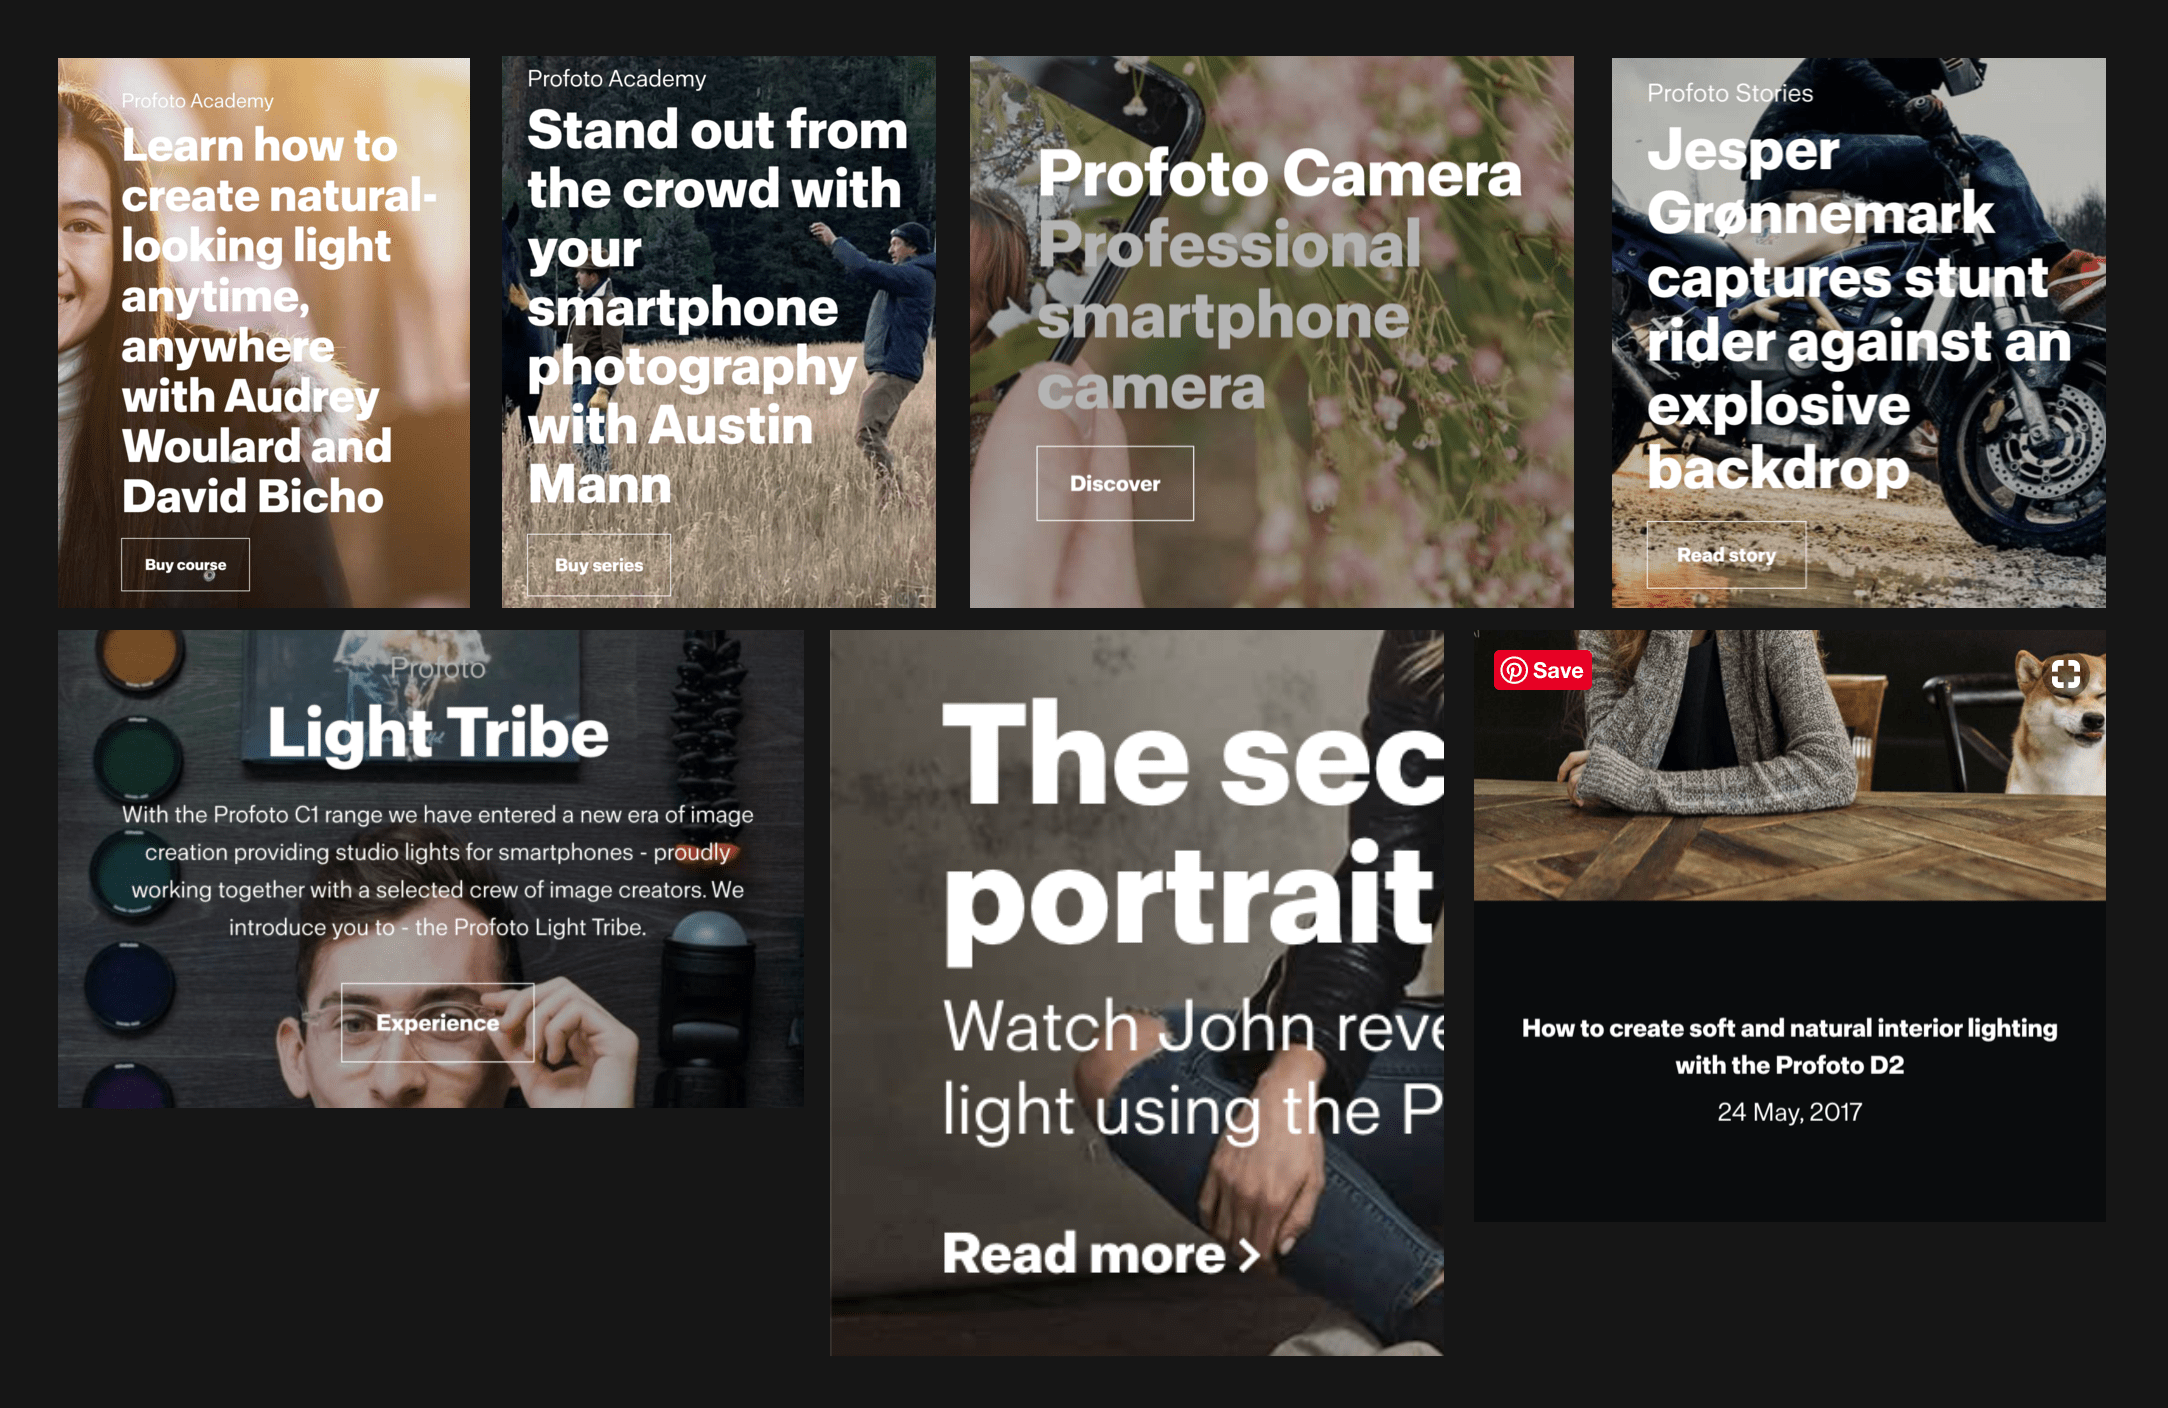 Profoto Academy
Learn how to
create natural-
looking light
anytime,
anywhere
with Audrey
Woulard and
David Bicho
Buy course
Profoto Academy
Stand out from
the crowd with
your
smartphone
photography
with Austin
Mann
Buy series
Profoto Camera
Professional
smartphone
camera
Discover
Profoto Stories
Jesper
Grønnemark
captures stunt
rider against an
explosive
backdrop
Read story
Profoto
Light Tribe
With the Profoto C1 range we have entered a new era of image
creation providing studio lights for smartphones - proudly
working together with a selected crew of image creators. We
introduce you to - the Profoto Light Tribe.
Experience
The sec
portrait
Watch John reve
light using the P
Read more >
Save
How to create soft and natural interior lighting
with the Profoto D2
24 May, 2017